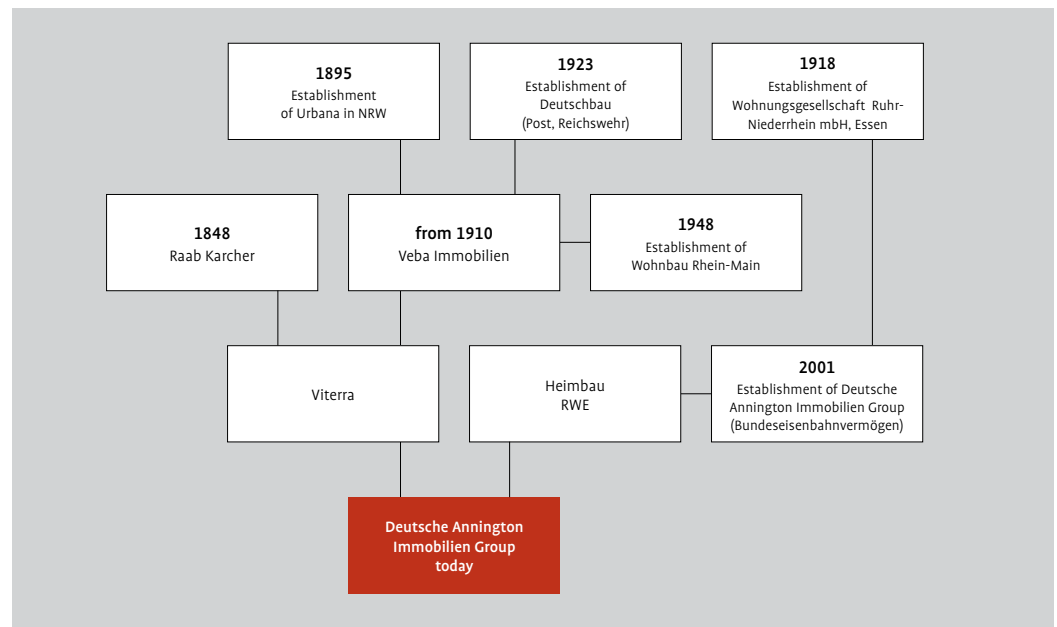 1895
Establishment
of Urbana in NRW
1923
Establishment of
Deutschbau
(Post, Reichswehr)
1918
Establishment of
Wohnungsgesellschaft Ruhr-
Niederrhein mbH, Essen
1848
Raab Karcher
from 1910
Veba Immobilien
1948
Establishment of
Wohnbau Rhein-Main
Viterra
Heimbau
RWE
2001
Establishment of Deutsche
Annington Immobilien Group
(Bundeseisenbahnvermögen)
Deutsche Annington
Immobilien Group
today